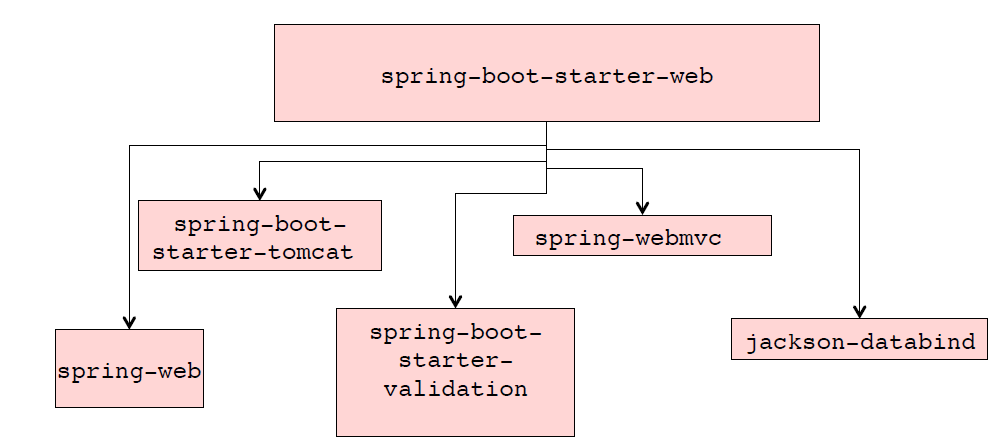 spring-boot-starter-web
spring-boot-
starter-tomcat
spring-webmvc
spring-boot-
starter-
validation
jackson-databind
spring-web